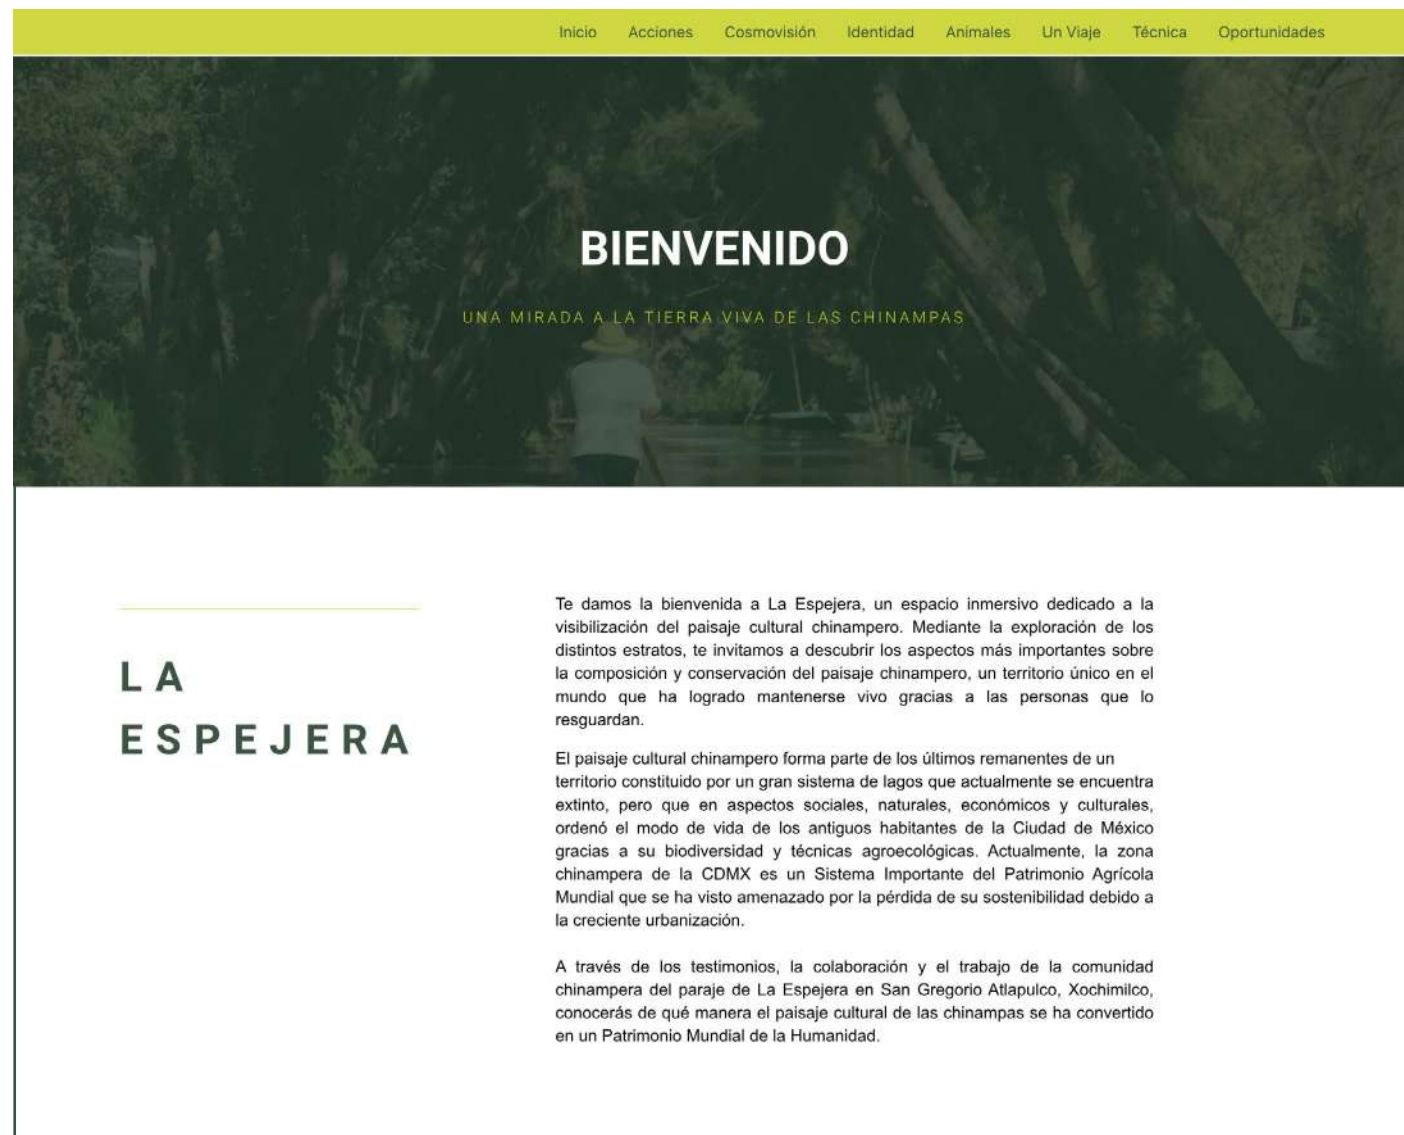 Inicio Acciones Cosmovisión Identidad Animales Un Viaje Técnica Oportunidades
BIENVENIDO
UNA MIRADA A LA TIERRA VIVA DE LAS CHINAMPAS
LA
ESPEJERA
Te damos la bienvenida a La Espejera, un espacio inmersivo dedicado a la
visibilización del paisaje cultural chinampero. Mediante la exploración de los
distintos estratos, te invitamos a descubrir los aspectos más importantes sobre
la composición y conservación del paisaje chinampero, un territorio único en el
mundo que ha logrado mantenerse vivo gracias a las personas que lo
resguardan.
El paisaje cultural chinampero forma parte de los últimos remanentes de un
territorio constituido por un gran sistema de lagos que actualmente se encuentra
extinto, pero que en aspectos sociales, naturales, económicos y culturales,
ordenó el modo de vida de los antiguos habitantes de la Ciudad de México
gracias a su biodiversidad y técnicas agroecológicas. Actualmente, la zona
chinampera de la CDMX es un Sistema Importante del Patrimonio Agrícola
Mundial que se ha visto amenazado por la pérdida de su sostenibilidad debido a
la creciente urbanización.
A través de los testimonios, la colaboración y el trabajo de la comunidad
chinampera del paraje de La Espejera en San Gregorio Atlapulco, Xochimilco,
conocerás de qué manera el paisaje cultural de las chinampas se ha convertido
en un Patrimonio Mundial de la Humanidad.